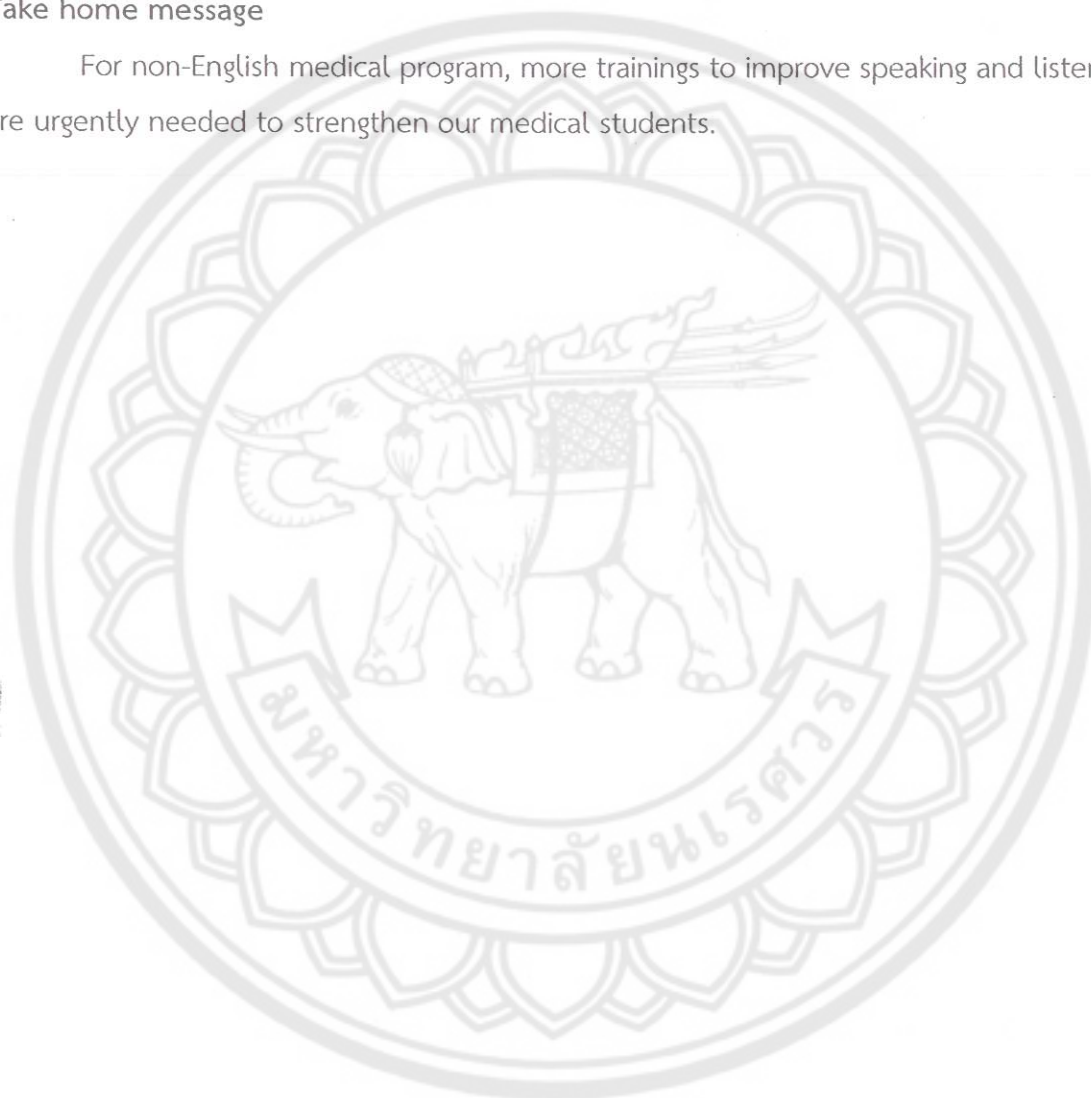 ake home message
For non-English medical program, more trainings to improve speaking and listen
re urgently needed to strengthen our medical students.
มหาวิทยาลัยนเรศวร